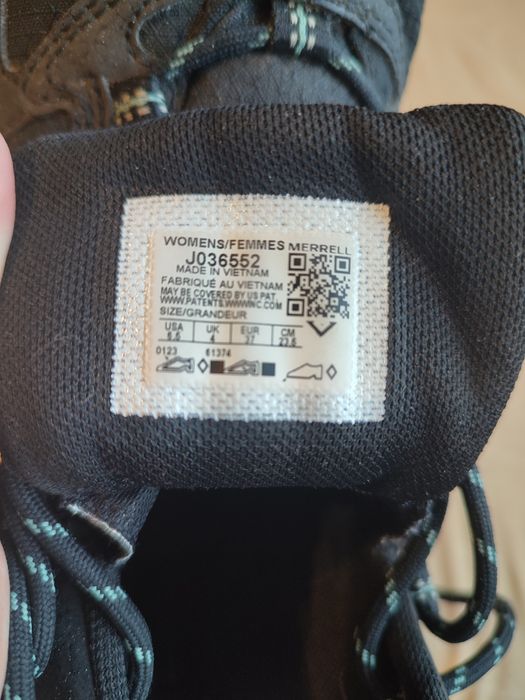 WOMENS/FEMMES MERRELL
J036552
MADE IN VIETNAM
FABRIQUÉ AU VIETNAM
MAY BE COVERED BY US PAT
WWW.PATENTS.WWWINC.COM
SIZE/GRANDEUR
USA UK EUR CM
6.5 4 37 23.5
0123 61374